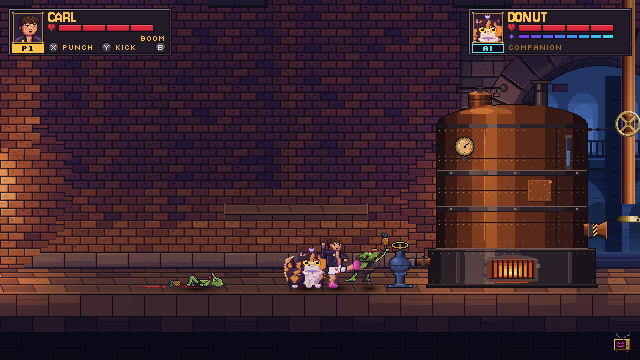 CARL
BOOM
P1 X PUNCH Y KICK B
DONUT
AI COMPANION